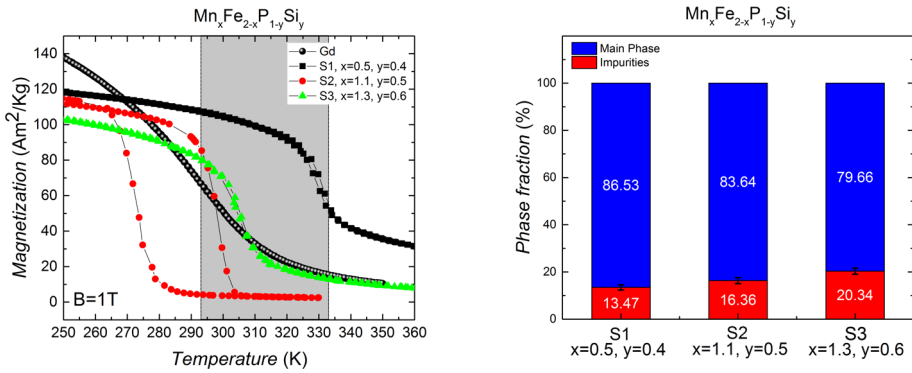 MnₓFe₂₋ₓP₁₋ᵧSiᵧ
Magnetization (Am²/Kg)
140
120
100
80
60
40
20
0
Gd
S1, x=0.5, y=0.4
S2, x=1.1, y=0.5
S3, x=1.3, y=0.6
B=1T
250 260 270 280 290 300 310 320 330 340 350 360
Temperature (K)
MnₓFe₂₋ₓP₁₋ᵧSiᵧ
Main Phase
Impurities
Phase fraction (%)
100
80
60
40
20
0
86.53 83.64 79.66
13.47 16.36 20.34
S1 S2 S3
x=0.5, y=0.4 x=1.1, y=0.5 x=1.3, y=0.6